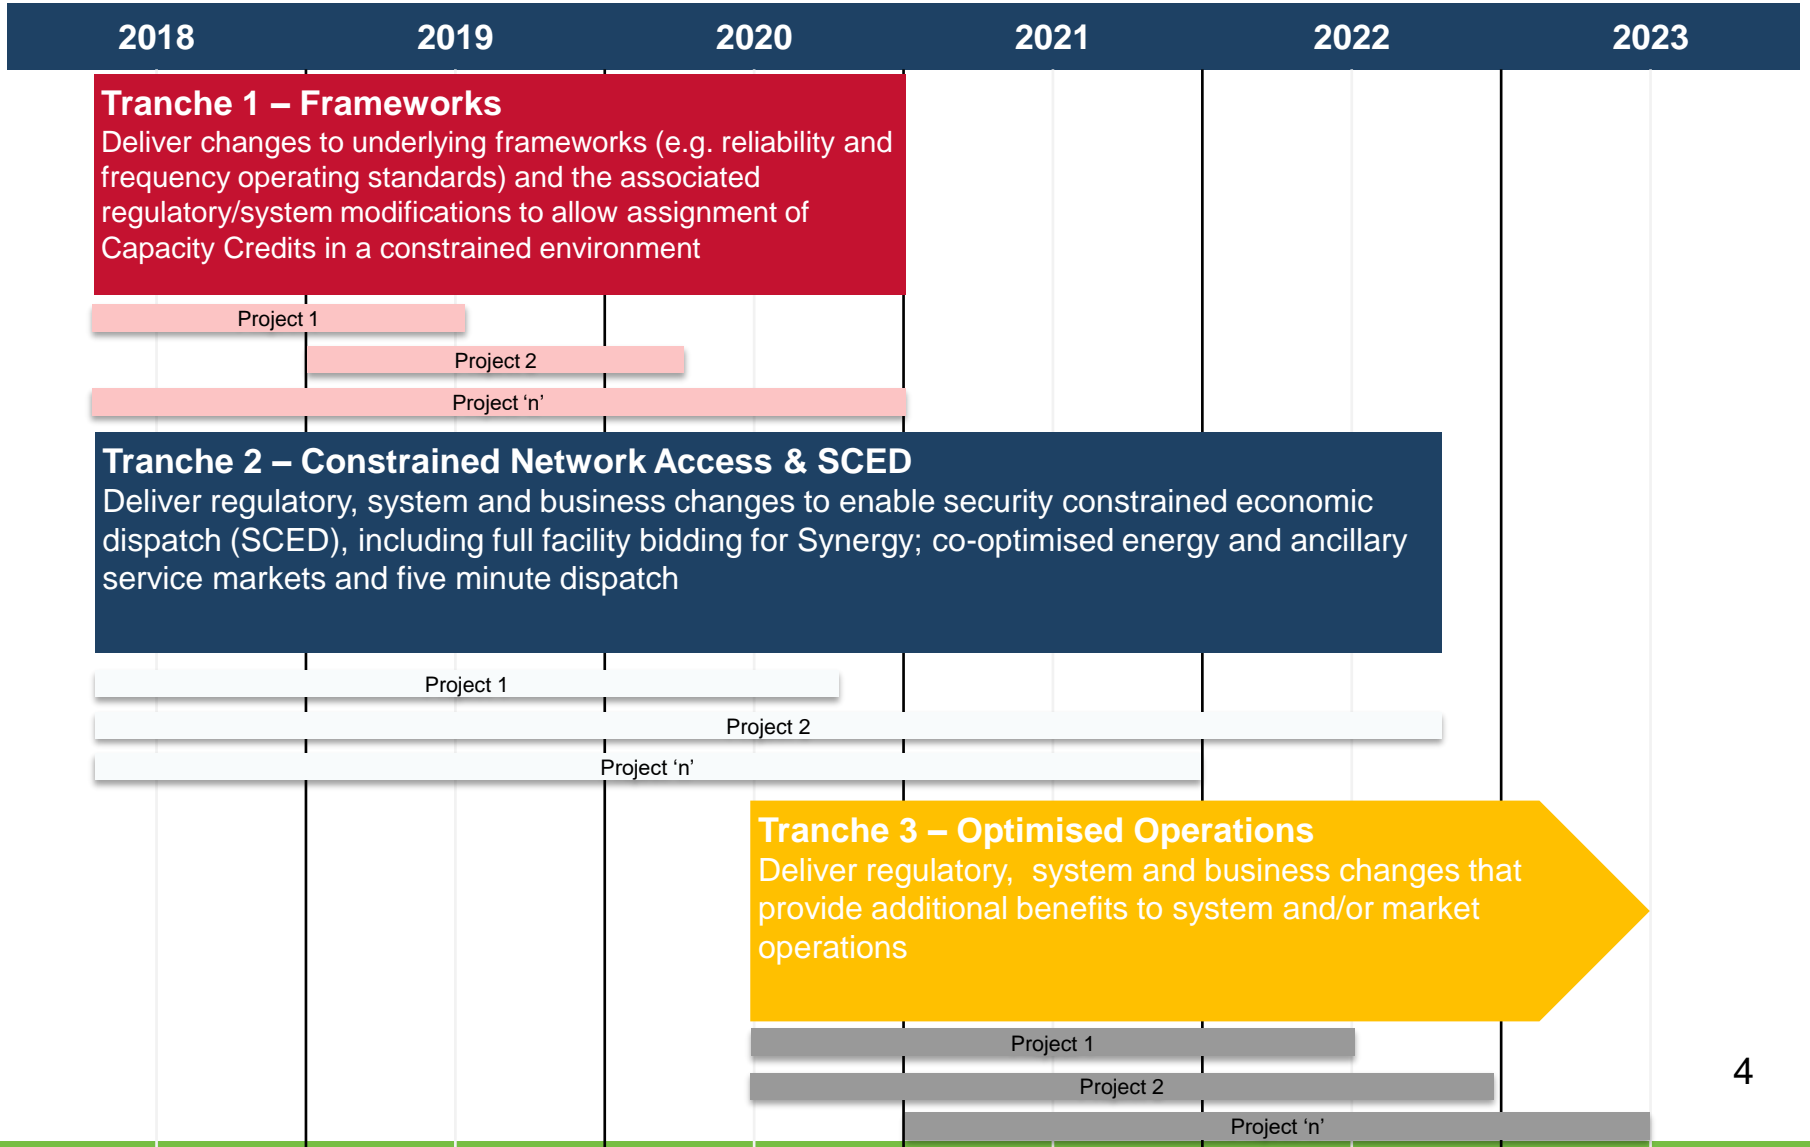 2018 2019 2020 2021 2022 2023
Tranche 1 – Frameworks
Deliver changes to underlying frameworks (e.g. reliability and
frequency operating standards) and the associated
regulatory/system modifications to allow assignment of
Capacity Credits in a constrained environment
Project 1
Project 2
Project ‘n’
Tranche 2 – Constrained Network Access & SCED
Deliver regulatory, system and business changes to enable security constrained economic
dispatch (SCED), including full facility bidding for Synergy; co-optimised energy and ancillary
service markets and five minute dispatch
Project 1
Project 2
Project ‘n’
Tranche 3 – Optimised Operations
Deliver regulatory, system and business changes that
provide additional benefits to system and/or market
operations
Project 1
Project 2
Project ‘n’
4